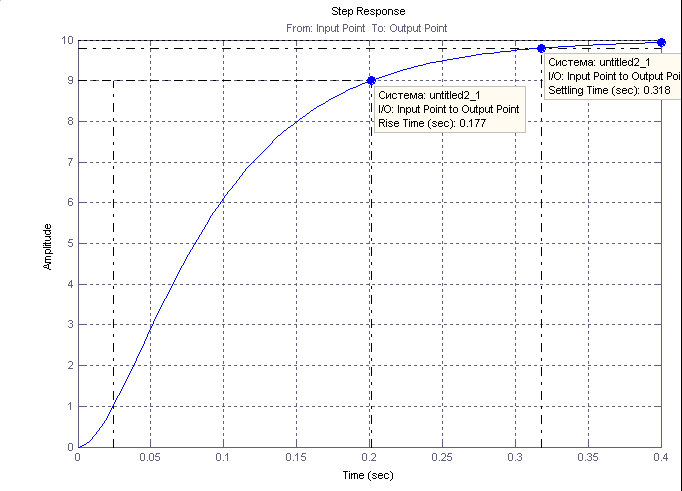 Step Response
From: Input Point To: Output Point
10
9
8
7
6
5
4
3
2
1
0
Amplitude
Система: untitled2_1
I/O: Input Point to Output Point
Rise Time (sec): 0.177
Система: untitled2_1
I/O: Input Point to Output Poi
Settling Time (sec): 0.318
0
0.05
0.1
0.15
0.2
0.25
0.3
0.35
0.4
Time (sec)